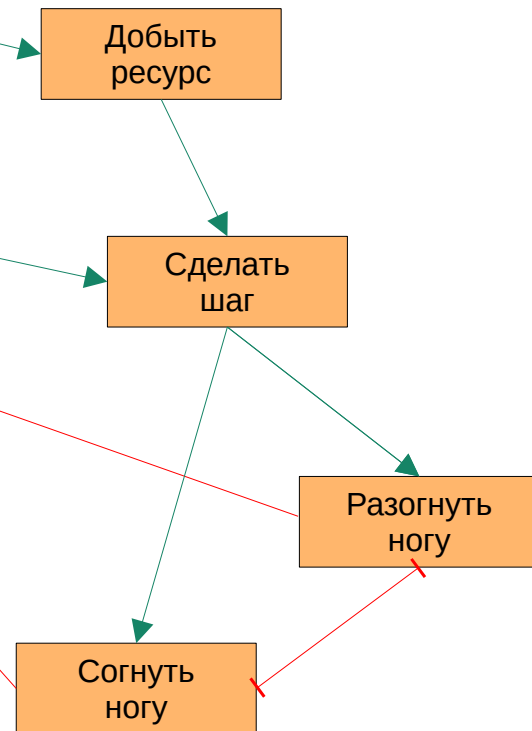 Добыть
ресурс
Сделать
шаг
Разогнуть
ногу
Согнуть
ногу